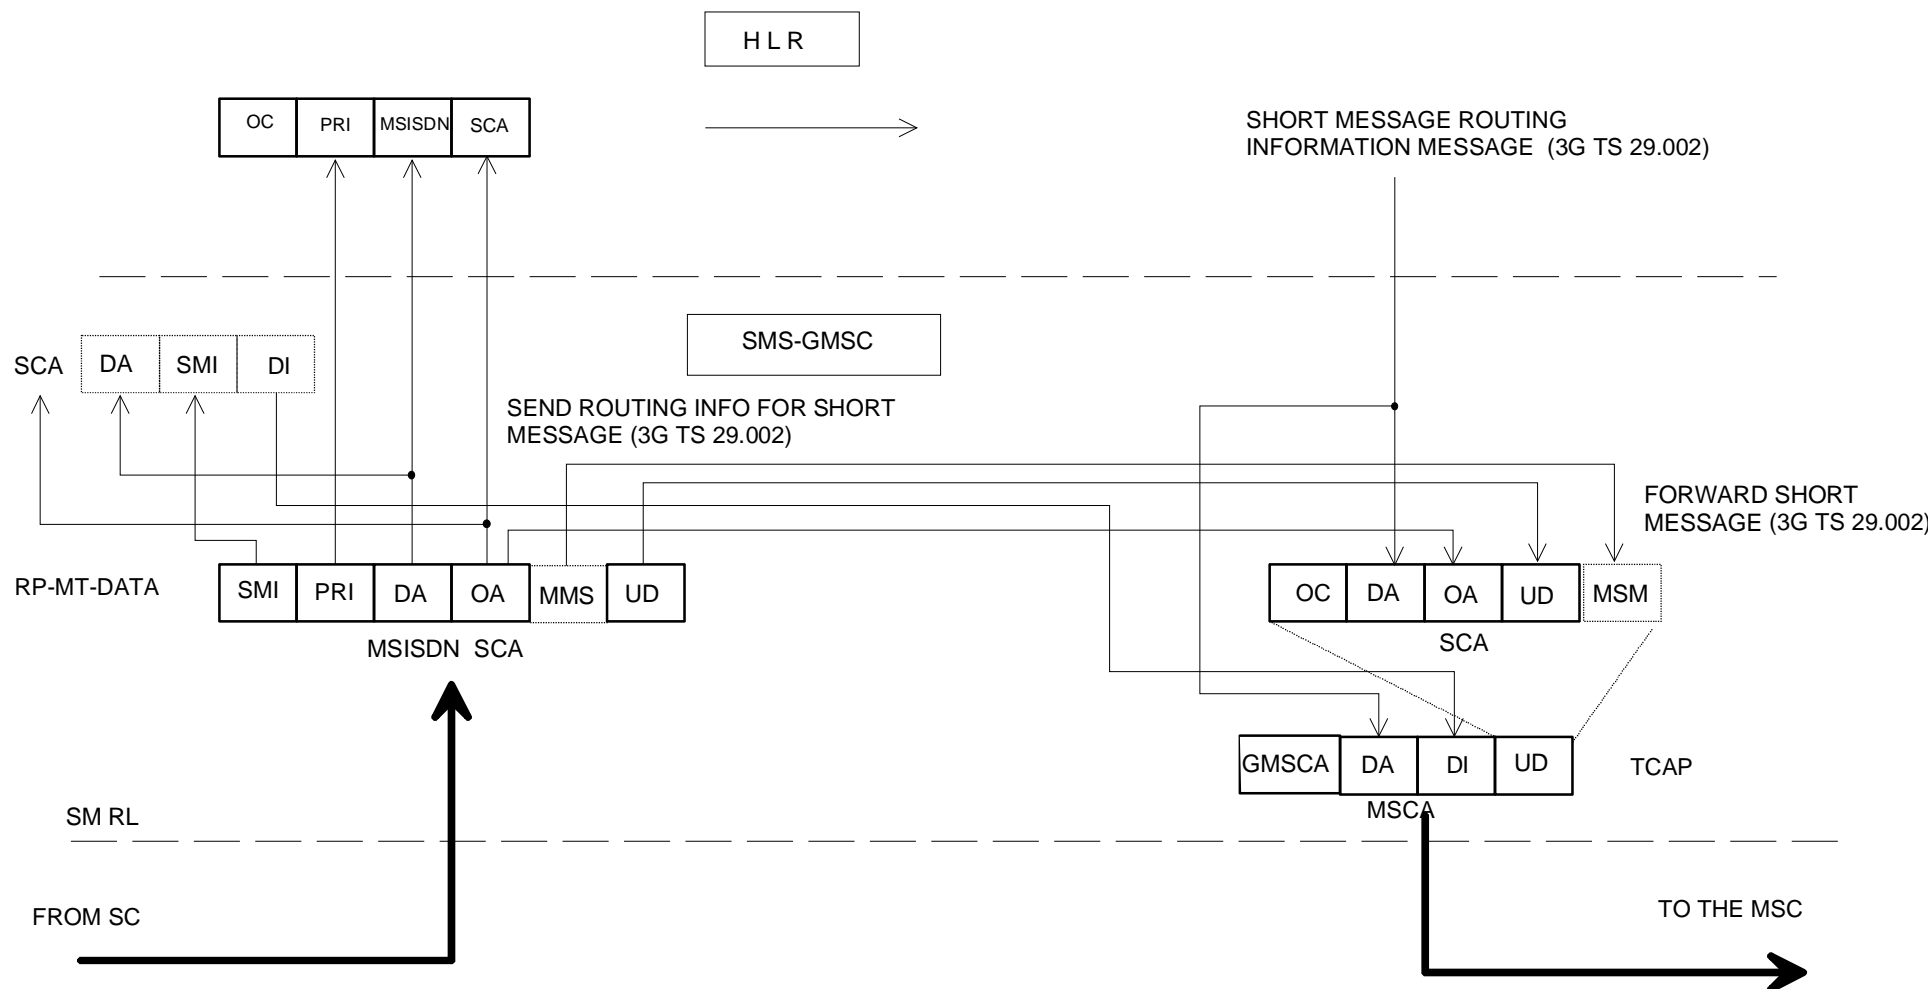 H L R
OC PRI MSISDN SCA
SHORT MESSAGE ROUTING
INFORMATION MESSAGE (3G TS 29.002)
SMS-GMSC
SCA DA SMI DI
SEND ROUTING INFO FOR SHORT
MESSAGE (3G TS 29.002)
FORWARD SHORT
MESSAGE (3G TS 29.002)
RP-MT-DATA SMI PRI DA OA MMS UD
OC DA OA UD MSM
MSISDN SCA
SCA
GMSCA DA DI UD TCAP
MSCA
SM RL
FROM SC
TO THE MSC